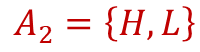 A₂ = {H, L}